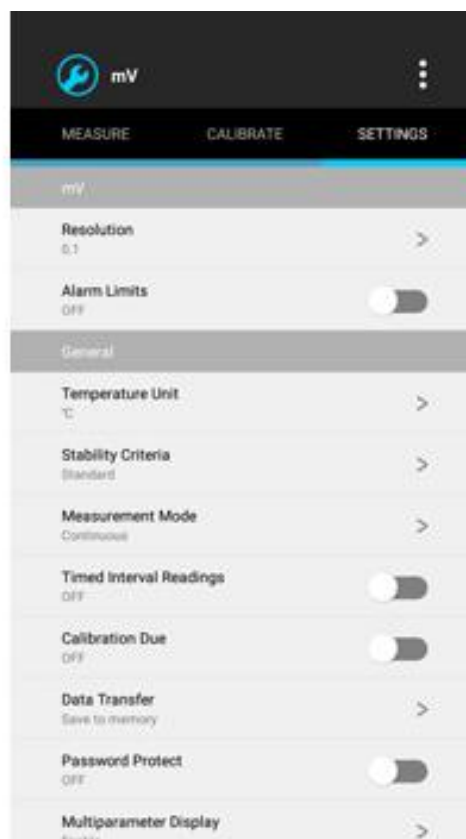 mV
MEASURE CALIBRATE SETTINGS
mV
Resolution
0.1
Alarm Limits
OFF
General
Temperature Unit
°C
Stability Criteria
Standard
Measurement Mode
Continuous
Timed Interval Readings
OFF
Calibration Due
OFF
Data Transfer
Save to memory
Password Protect
OFF
Multiparameter Display